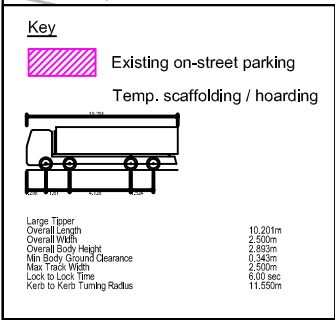 Key
Existing on-street parking
Temp. scaffolding / hoarding
Large Tipper
Overall Length 10.201m
Overall Width 2.500m
Overall Body Height 2.893m
Min Body Ground Clearance 0.343m
Max Track Width 2.500m
Lock to Lock Time 6.00 sec
Kerb to Kerb Turning Radius 11.550m